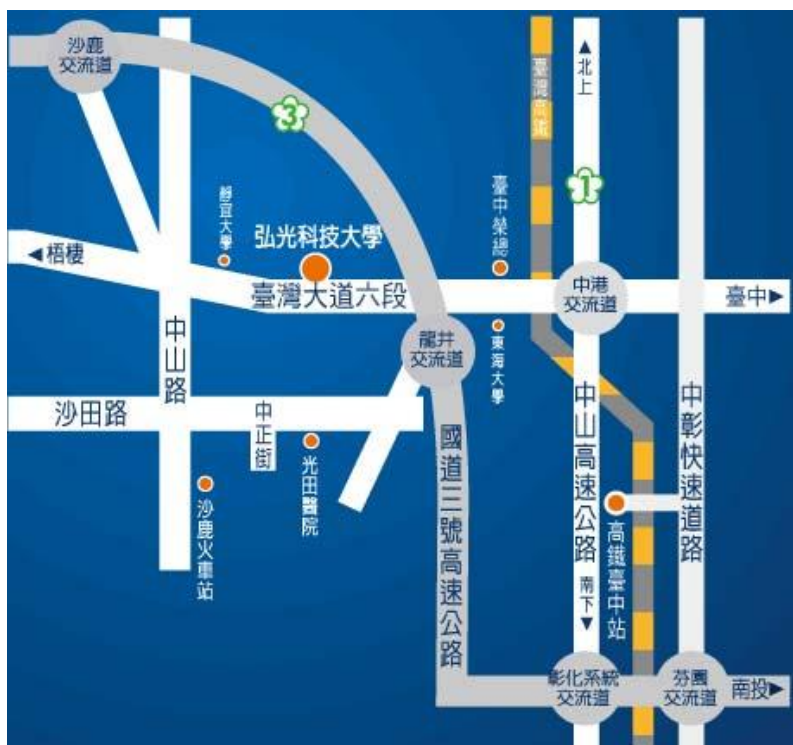 沙鹿
交流道
3
臺灣高鐵
▲北上
1
靜宜大學
弘光科技大學
臺中榮總
◀梧棲
臺灣大道六段
中港
交流道
臺中▶
中山路
龍井
交流道
東海大學
沙田路
中正街
光田醫院
沙鹿火車站
國道三號高速公路
中山高速公路
中彰快速道路
高鐵臺中站
南下▼
彰化系統
交流道
芬園
交流道
南投▶